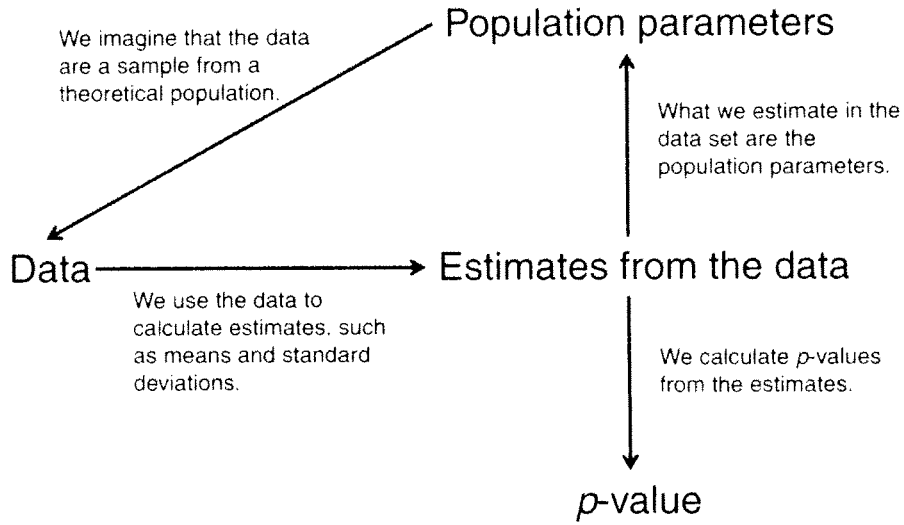 Population parameters
We imagine that the data
are a sample from a
theoretical population.
What we estimate in the
data set are the
population parameters.
Data
Estimates from the data
We use the data to
calculate estimates, such
as means and standard
deviations.
We calculate p-values
from the estimates.
p-value